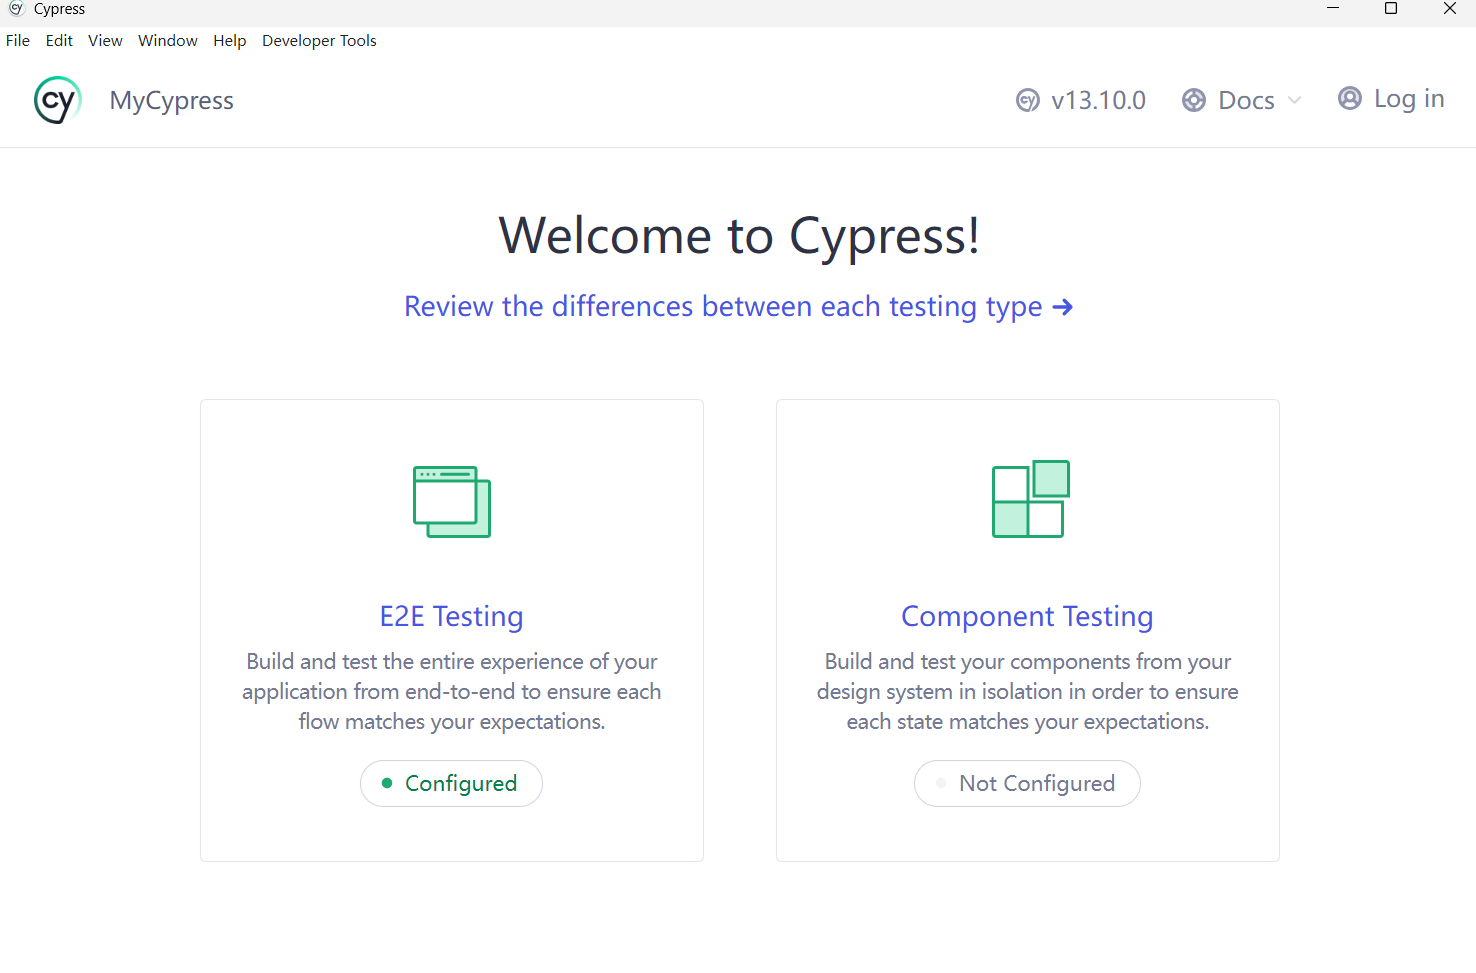 Cypress
File Edit View Window Help Developer Tools
cy MyCypress cy v13.10.0 Docs Log in
Welcome to Cypress!
Review the differences between each testing type →
E2E Testing
Build and test the entire experience of your
application from end-to-end to ensure each
flow matches your expectations.
Configured
Component Testing
Build and test your components from your
design system in isolation in order to ensure
each state matches your expectations.
Not Configured